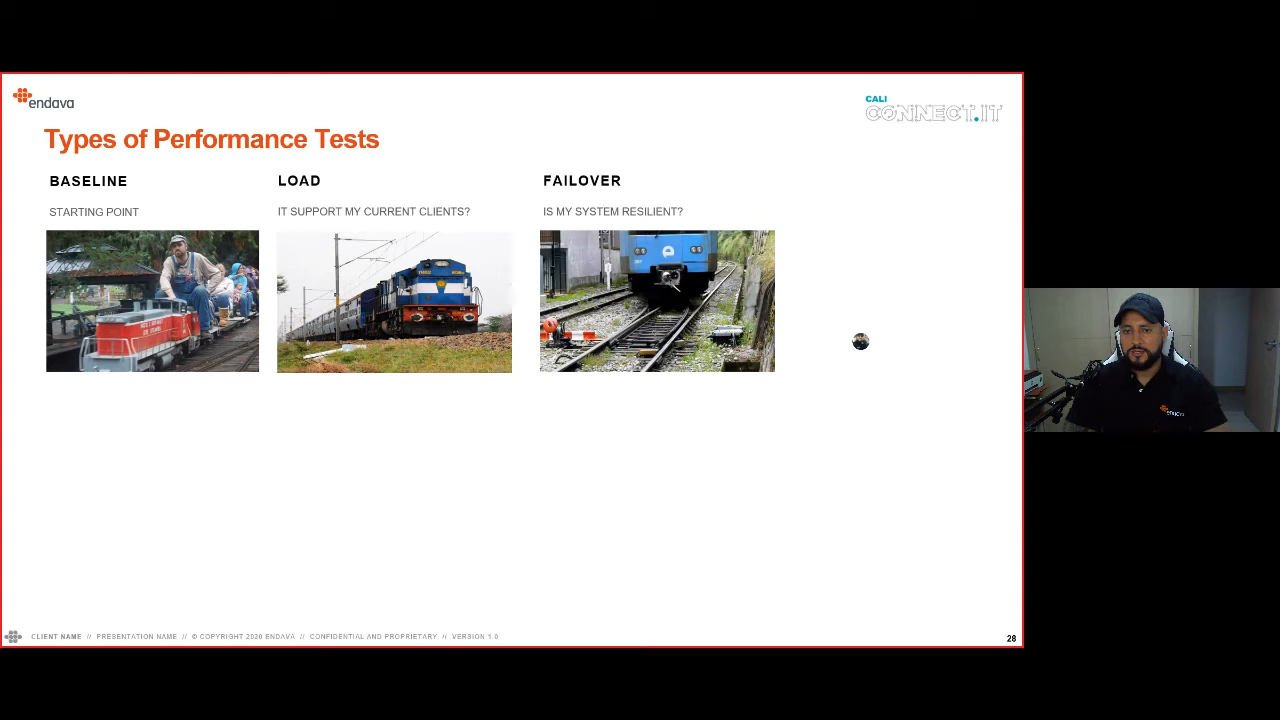 endava
CALI
CONNECT.IT
Types of Performance Tests
BASELINE
LOAD
FAILOVER
STARTING POINT
IT SUPPORT MY CURRENT CLIENTS?
IS MY SYSTEM RESILIENT?
CLIENT NAME // PRESENTATION NAME // © COPYRIGHT 2020 ENDAVA // CONFIDENTIAL AND PROPRIETARY // VERSION 1.0
28
endava